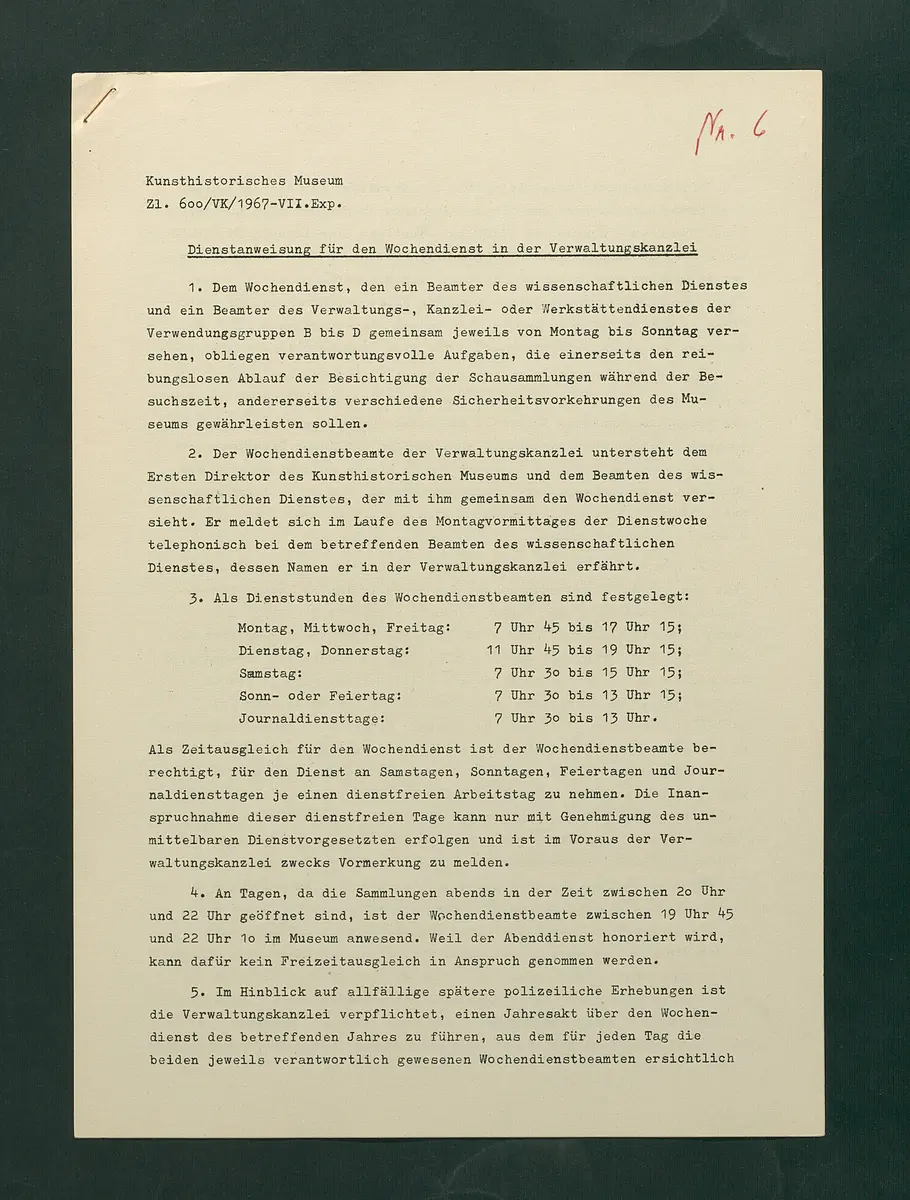 Nr. 6
Kunsthistorisches Museum
Zl. 6oo/VK/1967-VII.Exp.
Dienstanweisung für den Wochendienst in der Verwaltungskanzlei
1. Dem Wochendienst, den ein Beamter des wissenschaftlichen Dienstes
und ein Beamter des Verwaltungs-, Kanzlei- oder Werkstättendienstes der
Verwendungsgruppen B bis D gemeinsam jeweils von Montag bis Sonntag ver-
sehen, obliegen verantwortungsvolle Aufgaben, die einerseits den rei-
bungslosen Ablauf der Besichtigung der Schausammlungen während der Be-
suchszeit, andererseits verschiedene Sicherheitsvorkehrungen des Mu-
seums gewährleisten sollen.
2. Der Wochendienstbeamte der Verwaltungskanzlei untersteht dem
Ersten Direktor des Kunsthistorischen Museums und dem Beamten des wis-
senschaftlichen Dienstes, der mit ihm gemeinsam den Wochendienst ver-
sieht. Er meldet sich im Laufe des Montagvormittages der Dienstwoche
telephonisch bei dem betreffenden Beamten des wissenschaftlichen
Dienstes, dessen Namen er in der Verwaltungskanzlei erfährt.
3. Als Dienststunden des Wochendienstbeamten sind festgelegt:
Montag, Mittwoch, Freitag: 7 Uhr 45 bis 17 Uhr 15;
Dienstag, Donnerstag: 11 Uhr 45 bis 19 Uhr 15;
Samstag: 7 Uhr 3o bis 15 Uhr 15;
Sonn- oder Feiertag: 7 Uhr 3o bis 13 Uhr 15;
Journaldiensttage: 7 Uhr 3o bis 13 Uhr.
Als Zeitausgleich für den Wochendienst ist der Wochendienstbeamte be-
rechtigt, für den Dienst an Samstagen, Sonntagen, Feiertagen und Jour-
naldiensttagen je einen dienstfreien Arbeitstag zu nehmen. Die Inan-
spruchnahme dieser dienstfreien Tage kann nur mit Genehmigung des un-
mittelbaren Dienstvorgesetzten erfolgen und ist im Voraus der Ver-
waltungskanzlei zwecks Vormerkung zu melden.
4. An Tagen, da die Sammlungen abends in der Zeit zwischen 2o Uhr
und 22 Uhr geöffnet sind, ist der Wochendienstbeamte zwischen 19 Uhr 45
und 22 Uhr 1o im Museum anwesend. Weil der Abenddienst honoriert wird,
kann dafür kein Freizeitausgleich in Anspruch genommen werden.
5. Im Hinblick auf allfällige spätere polizeiliche Erhebungen ist
die Verwaltungskanzlei verpflichtet, einen Jahresakt über den Wochen-
dienst des betreffenden Jahres zu führen, aus dem für jeden Tag die
beiden jeweils verantwortlich gewesenen Wochendienstbeamten ersichtlich